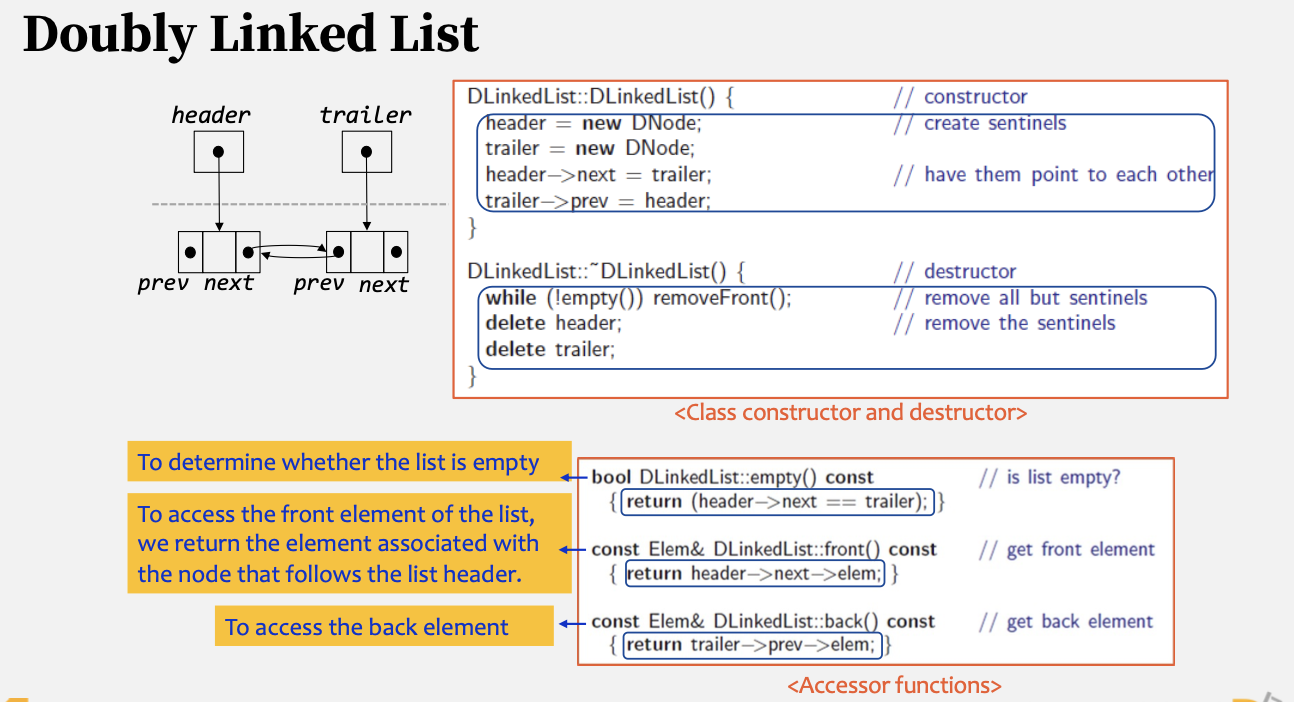 Doubly Linked List
header trailer
prev next prev next
DLinkedList::DLinkedList() { // constructor
header = new DNode; // create sentinels
trailer = new DNode;
header->next = trailer; // have them point to each other
trailer->prev = header;
}
DLinkedList::~DLinkedList() { // destructor
while (!empty()) removeFront(); // remove all but sentinels
delete header; // remove the sentinels
delete trailer;
}
<Class constructor and destructor>
To determine whether the list is empty
To access the front element of the list,
we return the element associated with
the node that follows the list header.
To access the back element
bool DLinkedList::empty() const // is list empty?
{ return (header->next == trailer); }
const Elem& DLinkedList::front() const // get front element
{ return header->next->elem; }
const Elem& DLinkedList::back() const // get back element
{ return trailer->prev->elem; }
<Accessor functions>